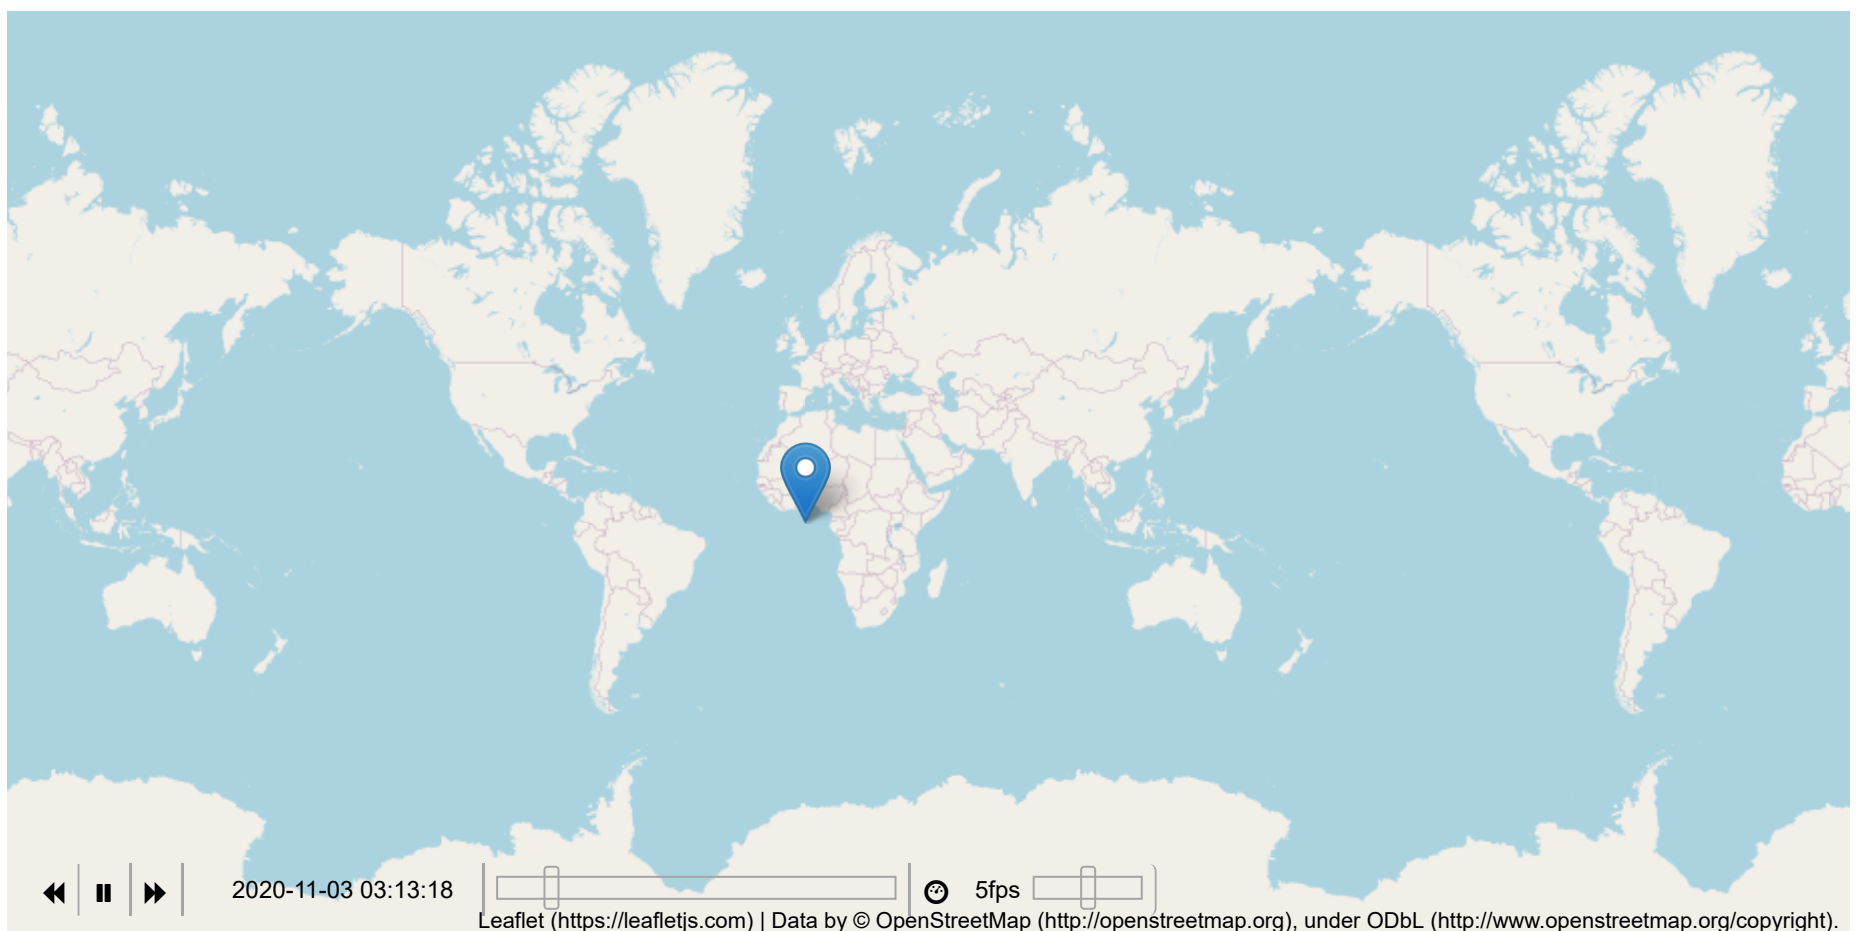 2020-11-03 03:13:18
5fps
Leaflet (https://leafletjs.com) | Data by © OpenStreetMap (http://openstreetmap.org), under ODbL (http://www.openstreetmap.org/copyright).